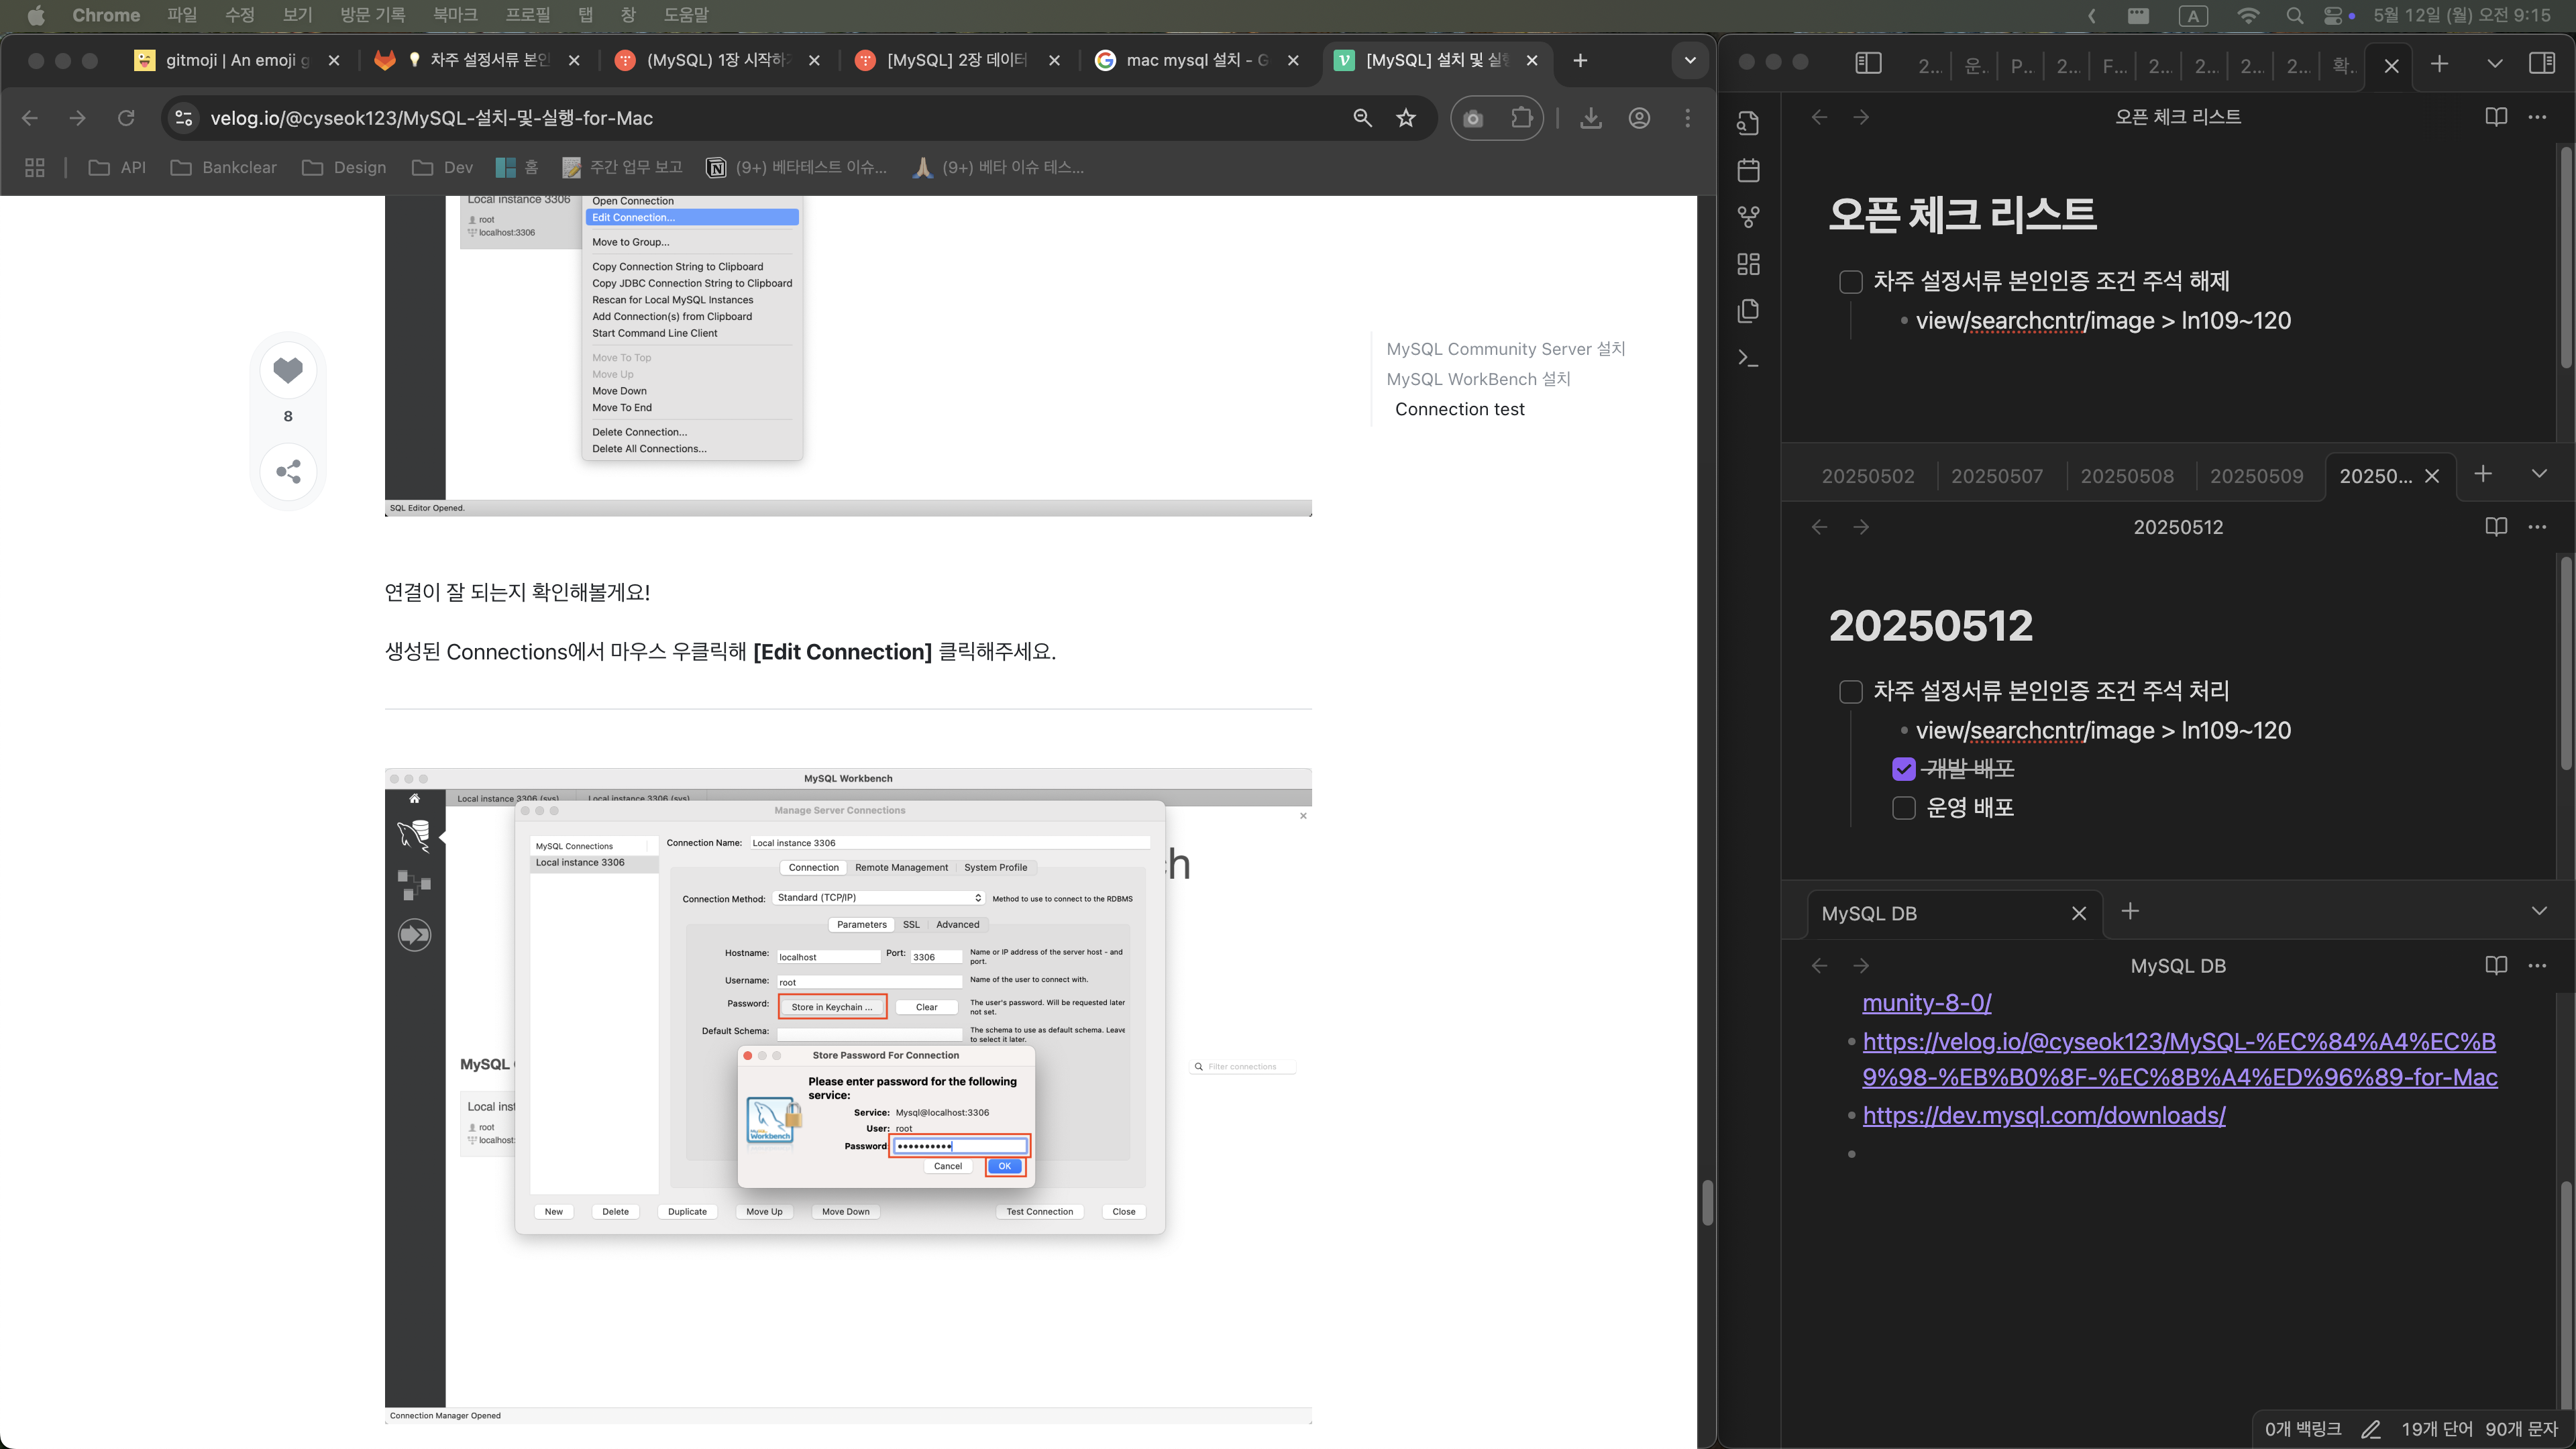 Chrome 파일 수정 보기 방문 기록 북마크 프로필 탭 창 도움말
A 5월 12일 (월) 오전 9:15
gitmoji | An emoji g
차주 설정서류 본인
(MySQL) 1장 시작하
[MySQL] 2장 데이터
mac mysql 설치 - G
[MySQL] 설치 및 실
velog.io/@cyseok123/MySQL-설치-및-실행-for-Mac
API Bankclear Design Dev 홈 주간 업무 보고 (9+) 베타테스트 이슈... (9+) 베타 이슈 테스...
Local instance 3306
root
localhost:3306
Open Connection
Edit Connection...
Move to Group...
Copy Connection String to Clipboard
Copy JDBC Connection String to Clipboard
Rescan for Local MySQL Instances
Add Connection(s) from Clipboard
Start Command Line Client
Move To Top
Move Up
Move Down
Move To End
Delete Connection...
Delete All Connections...
SQL Editor Opened.
8
MySQL Community Server 설치
MySQL WorkBench 설치
Connection test
연결이 잘 되는지 확인해볼게요!
생성된 Connections에서 마우스 우클릭해 [Edit Connection] 클릭해주세요.
MySQL Workbench
Local instance 3306 (sys) Local instance 3306 (sys)
Manage Server Connections
MySQL Connections
Local instance 3306
Connection Name: Local instance 3306
Connection Remote Management System Profile
Connection Method: Standard (TCP/IP) Method to use to connect to the RDBMS
Parameters SSL Advanced
Hostname: localhost Port: 3306 Name or IP address of the server host - and
port.
Username: root Name of the user to connect with.
Password: Store in Keychain ... Clear The user's password. Will be requested later
not set.
Default Schema: The schema to use as default schema. Leave
to select it later.
Store Password For Connection
Please enter password for the following
service:
Service: Mysql@localhost:3306
User: root
Password
Cancel OK
MySQL
Workbench
New Delete Duplicate Move Up Move Down Test Connection Close
ch
MySQL
Filter connections
Local inst
root
localhost:
Connection Manager Opened
2... 운.. P... 2... F... 2... 2... 2... 2... 확..
오픈 체크 리스트
오픈 체크 리스트
차주 설정서류 본인인증 조건 주석 해제
view/searchcntr/image > ln109~120
20250502 20250507 20250508 20250509 20250...
20250512
20250512
차주 설정서류 본인인증 조건 주석 처리
view/searchcntr/image > ln109~120
개발 배포
운영 배포
MySQL DB
MySQL DB
munity-8-0/
https://velog.io/@cyseok123/MySQL-%EC%84%A4%EC%B
9%98-%EB%B0%8F-%EC%8B%A4%ED%96%89-for-Mac
https://dev.mysql.com/downloads/
0개 백링크 19개 단어 90개 문자